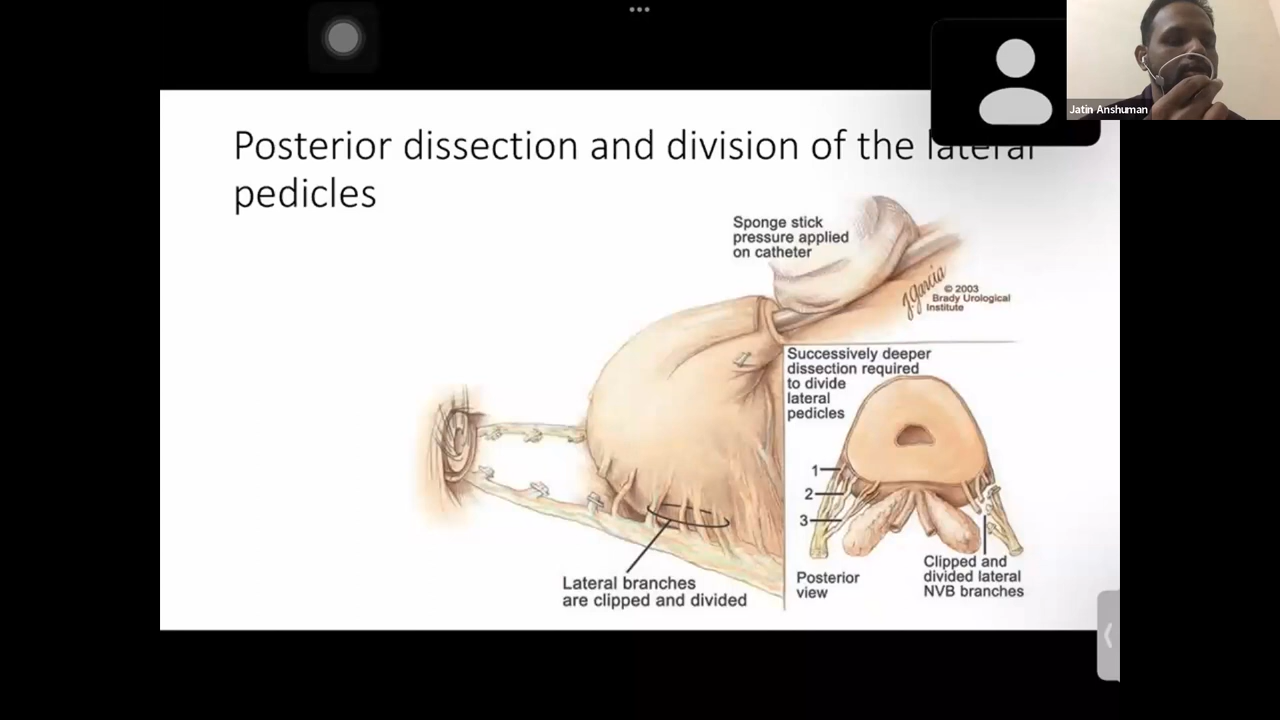 Jatin Anshuman
Posterior dissection and division of the lateral
pedicles
Sponge stick
pressure applied
on catheter
J.Garcia
© 2003
Brady Urological
Institute
Successively deeper
dissection required
to divide
lateral
pedicles
1
2
3
Lateral branches
are clipped and divided
Posterior
view
Clipped and
divided lateral
NVB branches